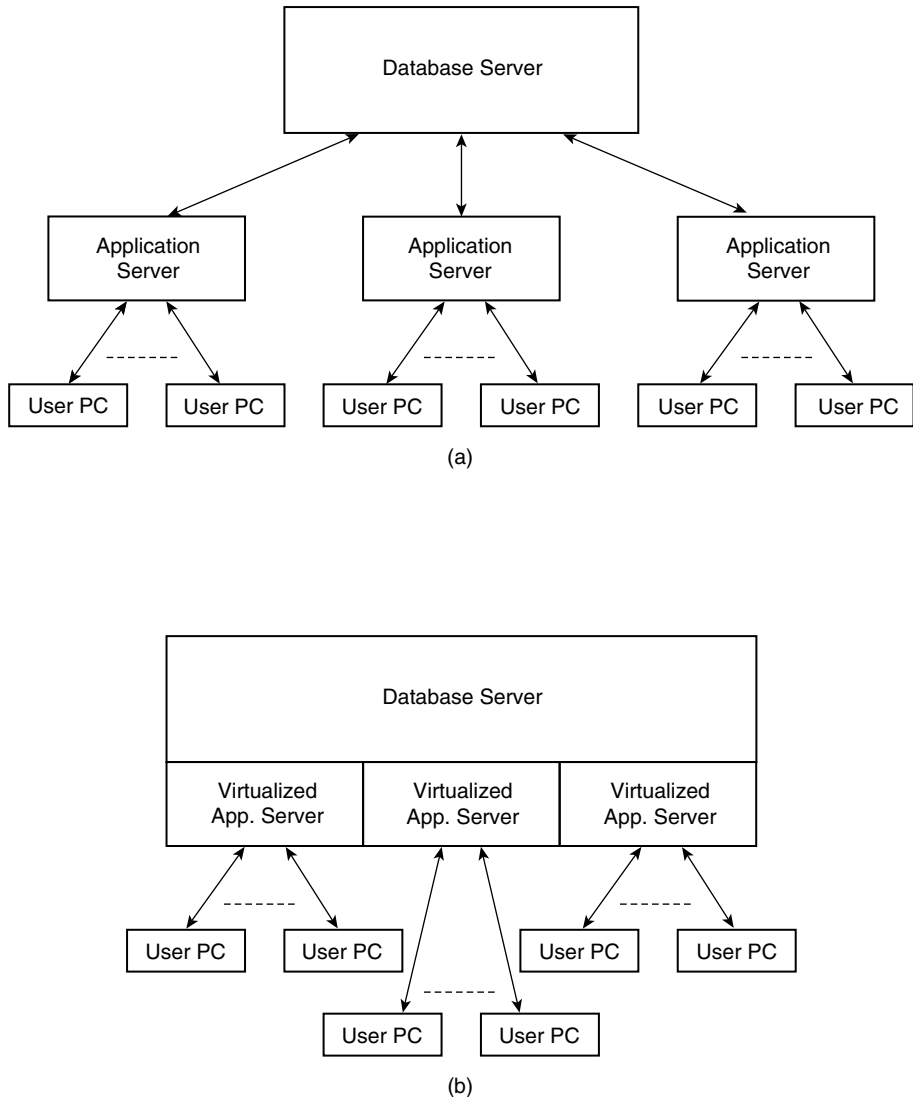 Database Server
Application
Server
Application
Server
Application
Server
User PC
User PC
User PC
User PC
User PC
User PC
(a)
Database Server
Virtualized
App. Server
Virtualized
App. Server
Virtualized
App. Server
User PC
User PC
User PC
User PC
User PC
User PC
(b)